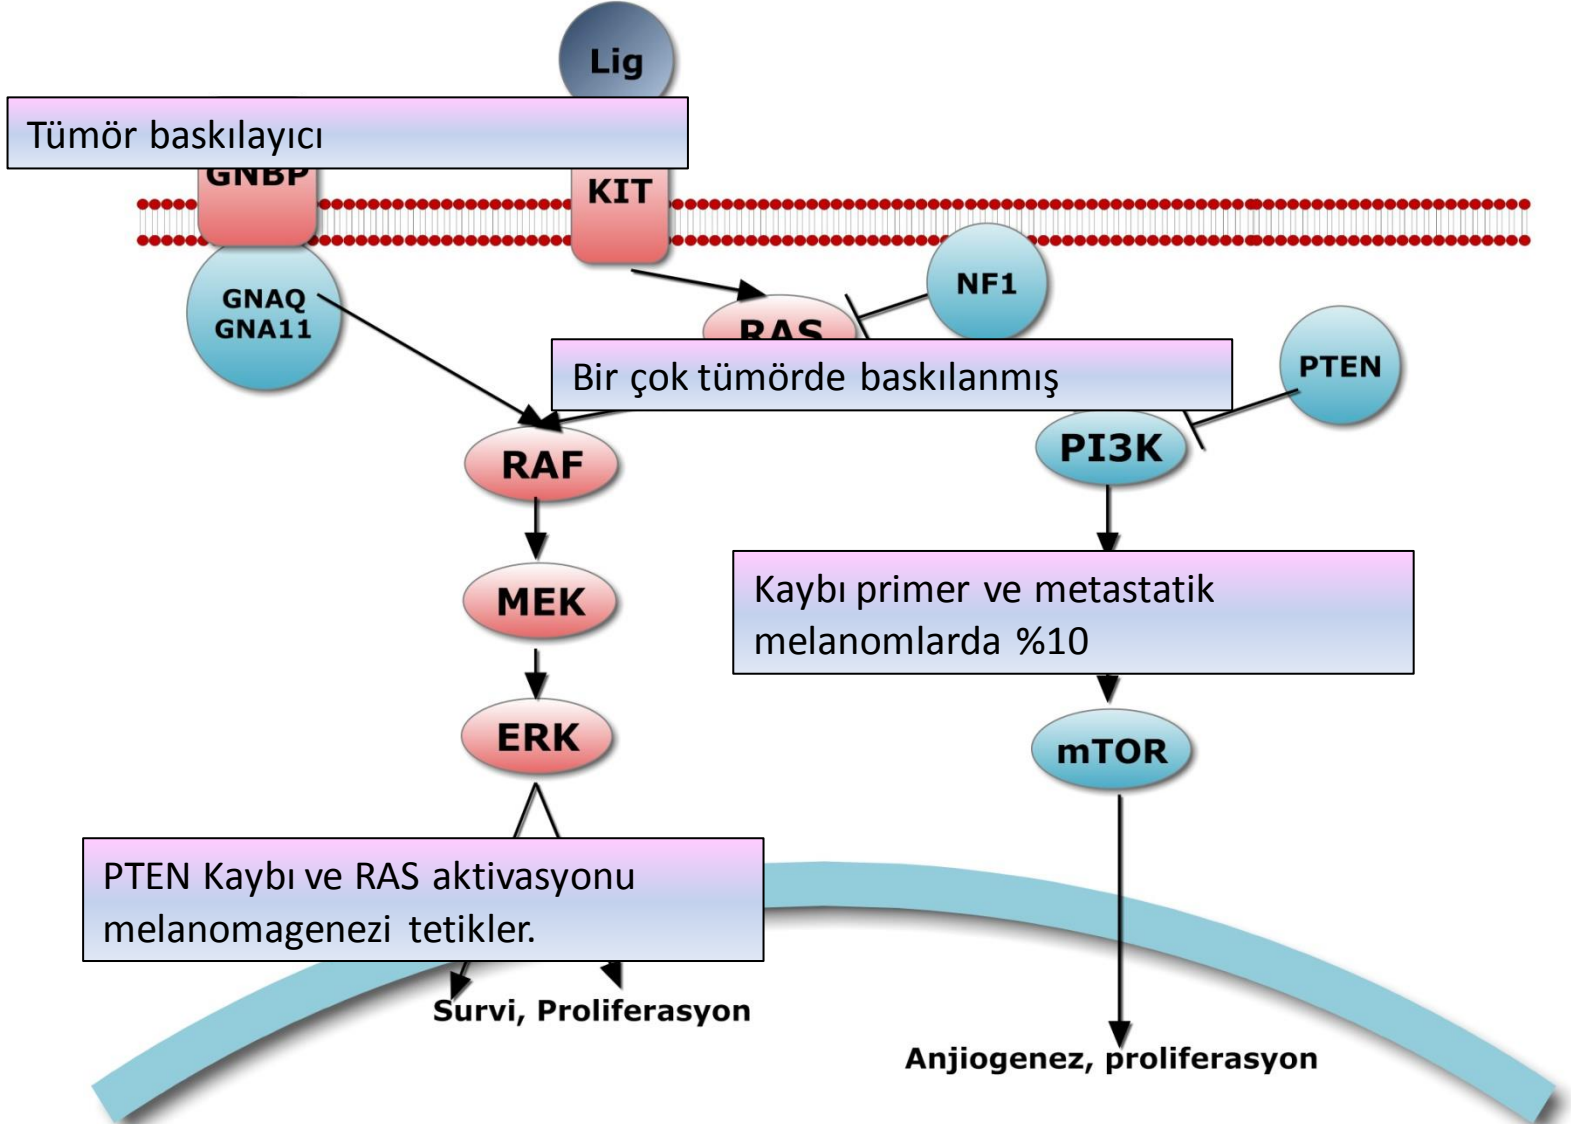 Lig
Tümör baskılayıcı
GNBP
KIT
NF1
GNAQ
GNA11
RAS
Bir çok tümörde baskılanmış
PTEN
RAF
PI3K
MEK
Kaybı primer ve metastatik
melanomlarda %10
ERK
mTOR
PTEN Kaybı ve RAS aktivasyonu
melanomagenezi tetikler.
Survi, Proliferasyon
Anjiogenez, proliferasyon